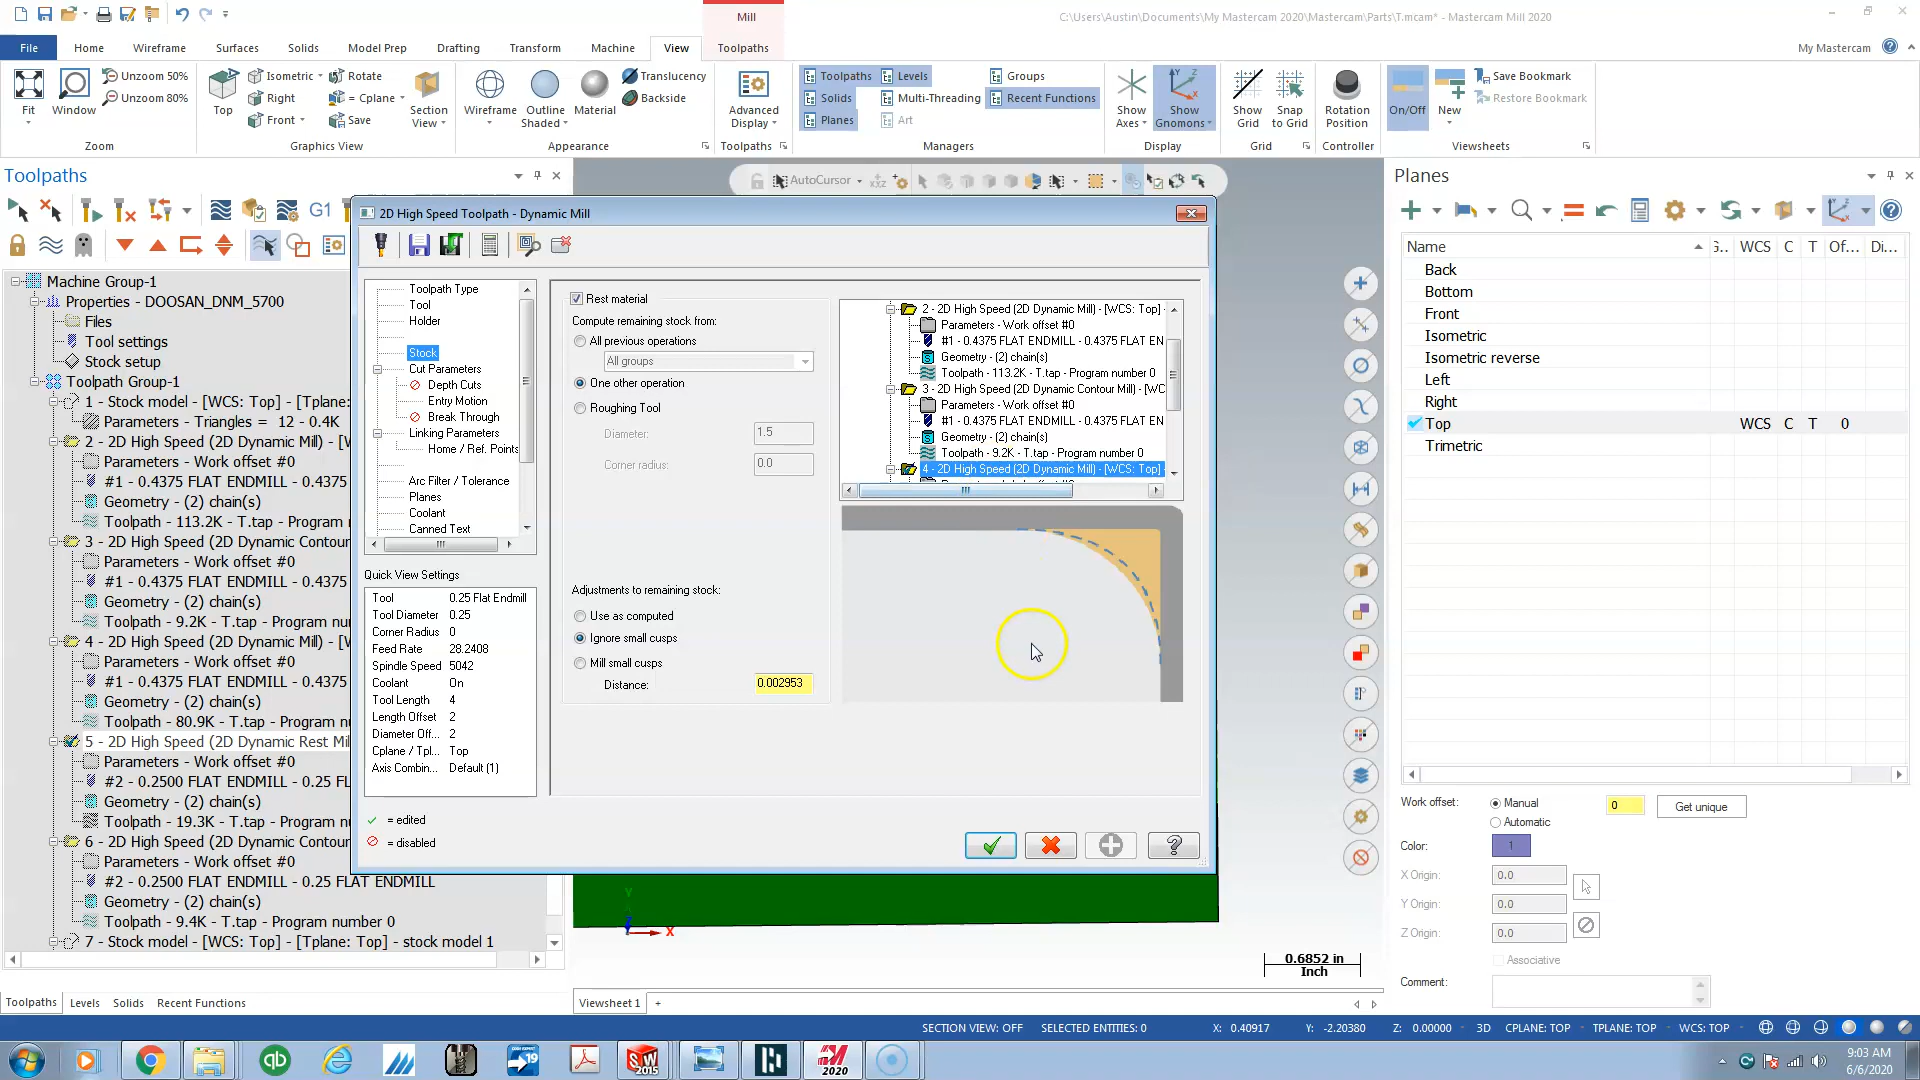 Mill
C:\Users\Austin\Documents\My Mastercam 2020\Mastercam\Parts\T.mcam* - Mastercam Mill 2020
File
Home
Wireframe
Surfaces
Solids
Model Prep
Drafting
Transform
Machine
View
Toolpaths
My Mastercam
Fit
Window
Unzoom 50%
Unzoom 80%
Zoom
Top
Isometric
Right
Front
Rotate
= Cplane
Save
Section View
Graphics View
Wireframe
Outline Shaded
Material
Translucency
Backside
Appearance
Advanced Display
Toolpaths
Toolpaths
Solids
Planes
Levels
Multi-Threading
Art
Groups
Recent Functions
Managers
Show Axes
Show Gnomons
Display
Show Grid
Snap to Grid
Grid
Rotation Position
Controller
On/Off
New
Save Bookmark
Restore Bookmark
Viewsheets
Toolpaths
G1
Machine Group-1
Properties - DOOSAN_DNM_5700
Files
Tool settings
Stock setup
Toolpath Group-1
1 - Stock model - [WCS: Top] - [Tplane:
Parameters - Triangles = 12 - 0.4K
2 - 2D High Speed (2D Dynamic Mill) - [W
Parameters - Work offset #0
#1 - 0.4375 FLAT ENDMILL - 0.4375
Geometry - (2) chain(s)
Toolpath - 113.2K - T.tap - Program nu
3 - 2D High Speed (2D Dynamic Contour
Parameters - Work offset #0
#1 - 0.4375 FLAT ENDMILL - 0.4375
Geometry - (2) chain(s)
Toolpath - 9.2K - T.tap - Program num
4 - 2D High Speed (2D Dynamic Mill) - [W
Parameters - Work offset #0
#1 - 0.4375 FLAT ENDMILL - 0.4375
Geometry - (2) chain(s)
Toolpath - 80.9K - T.tap - Program nu
5 - 2D High Speed (2D Dynamic Rest Mil
Parameters - Work offset #0
#2 - 0.2500 FLAT ENDMILL - 0.25 FL
Geometry - (2) chain(s)
Toolpath - 19.3K - T.tap - Program nu
6 - 2D High Speed (2D Dynamic Contour
Parameters - Work offset #0
#2 - 0.2500 FLAT ENDMILL - 0.25 FLAT ENDMILL
Geometry - (2) chain(s)
Toolpath - 9.4K - T.tap - Program number 0
7 - Stock model - [WCS: Top] - [Tplane: Top] - stock model 1
Toolpaths
Levels
Solids
Recent Functions
AutoCursor
2D High Speed Toolpath - Dynamic Mill
Toolpath Type
Tool
Holder
Stock
Cut Parameters
Depth Cuts
Entry Motion
Break Through
Linking Parameters
Home / Ref. Points
Arc Filter / Tolerance
Planes
Coolant
Canned Text
Quick View Settings
Tool 0.25 Flat Endmill
Tool Diameter 0.25
Corner Radius 0
Feed Rate 28.2408
Spindle Speed 5042
Coolant On
Tool Length 4
Length Offset 2
Diameter Off... 2
Cplane / Tpl... Top
Axis Combin... Default (1)
= edited
= disabled
Rest material
Compute remaining stock from:
All previous operations
All groups
One other operation
Roughing Tool
Diameter: 1.5
Corner radius: 0.0
Adjustments to remaining stock:
Use as computed
Ignore small cusps
Mill small cusps
Distance: 0.002953
2 - 2D High Speed (2D Dynamic Mill) - [WCS: Top] -
Parameters - Work offset #0
#1 - 0.4375 FLAT ENDMILL - 0.4375 FLAT EN
Geometry - (2) chain(s)
Toolpath - 113.2K - T.tap - Program number 0
3 - 2D High Speed (2D Dynamic Contour Mill) - [WC
Parameters - Work offset #0
#1 - 0.4375 FLAT ENDMILL - 0.4375 FLAT EN
Geometry - (2) chain(s)
Toolpath - 9.2K - T.tap - Program number 0
4 - 2D High Speed (2D Dynamic Mill) - [WCS: Top] -
Y
Z
X
0.6852 in
Inch
Viewsheet 1
+
Planes
Name
WCS
C
T
Of...
Di...
Back
Bottom
Front
Isometric
Isometric reverse
Left
Right
Top WCS C T 0
Trimetric
Work offset:
Manual
0
Get unique
Automatic
Color:
1
X Origin: 0.0
Y Origin: 0.0
Z Origin: 0.0
Associative
Comment:
SECTION VIEW: OFF SELECTED ENTITIES: 0 X: 0.40917 Y: -2.20380 Z: 0.00000 3D CPLANE: TOP TPLANE: TOP WCS: TOP
qb
19
SW
2015
2020
9:03 AM
6/6/2020